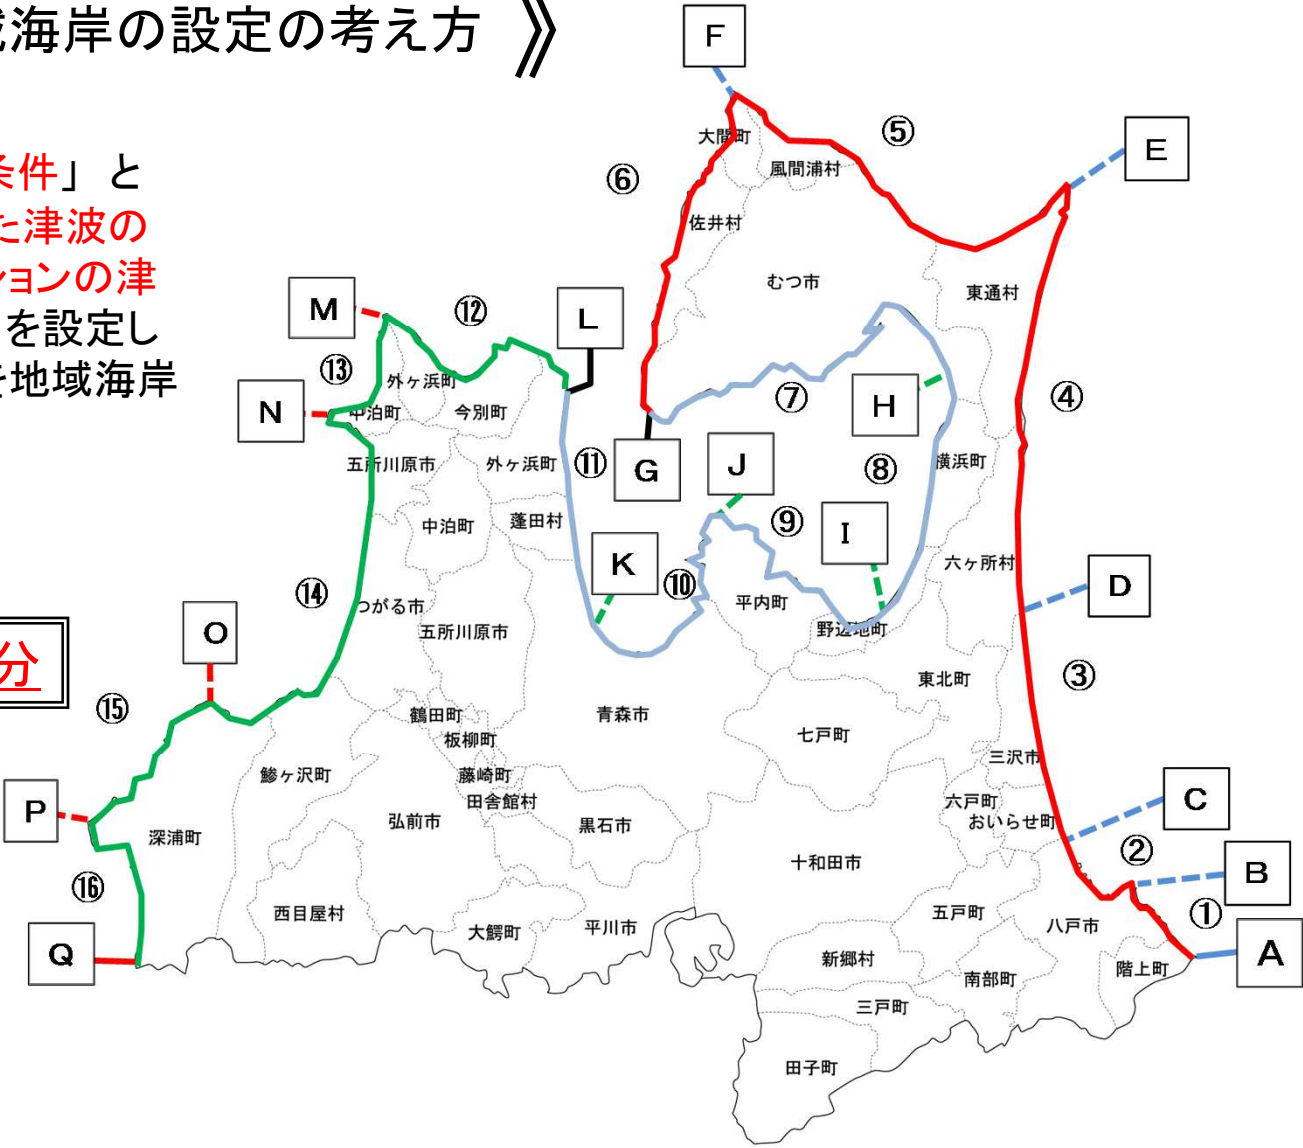 域海岸の設定の考え方 》
条件」と
た津波の
ションの津
を設定し
を地域海岸
分
F
E
⑤
⑥
大間町
風間浦村
佐井村
むつ市
東通村
M
⑫
L
⑬
外ヶ浜町
N
中泊町
今別町
⑦
H
④
五所川原市
外ヶ浜町
⑪
G
J
⑧
横浜町
中泊町
蓬田村
⑨
I
K
⑩
六ヶ所村
D
⑭
つがる市
平内町
O
五所川原市
野辺地町
東北町
③
⑮
鶴田町
青森市
板柳町
七戸町
三沢市
鰺ヶ沢町
藤崎町
田舎館村
六戸町
おいらせ町
C
P
深浦町
弘前市
黒石市
②
十和田市
B
⑯
西目屋村
大鰐町
平川市
五戸町
八戸市
①
Q
新郷村
南部町
階上町
A
三戸町
田子町